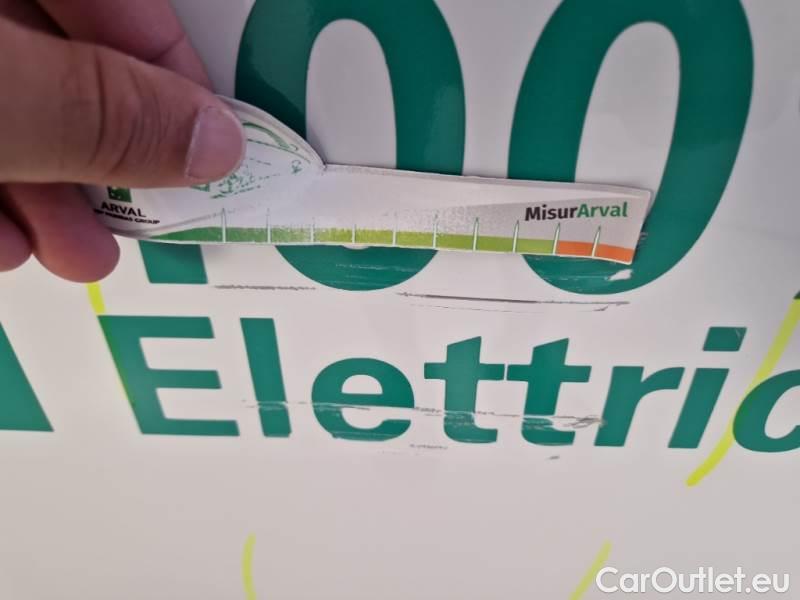 00
ARVAL
MisurArval
Elettric
CarOutlet.eu